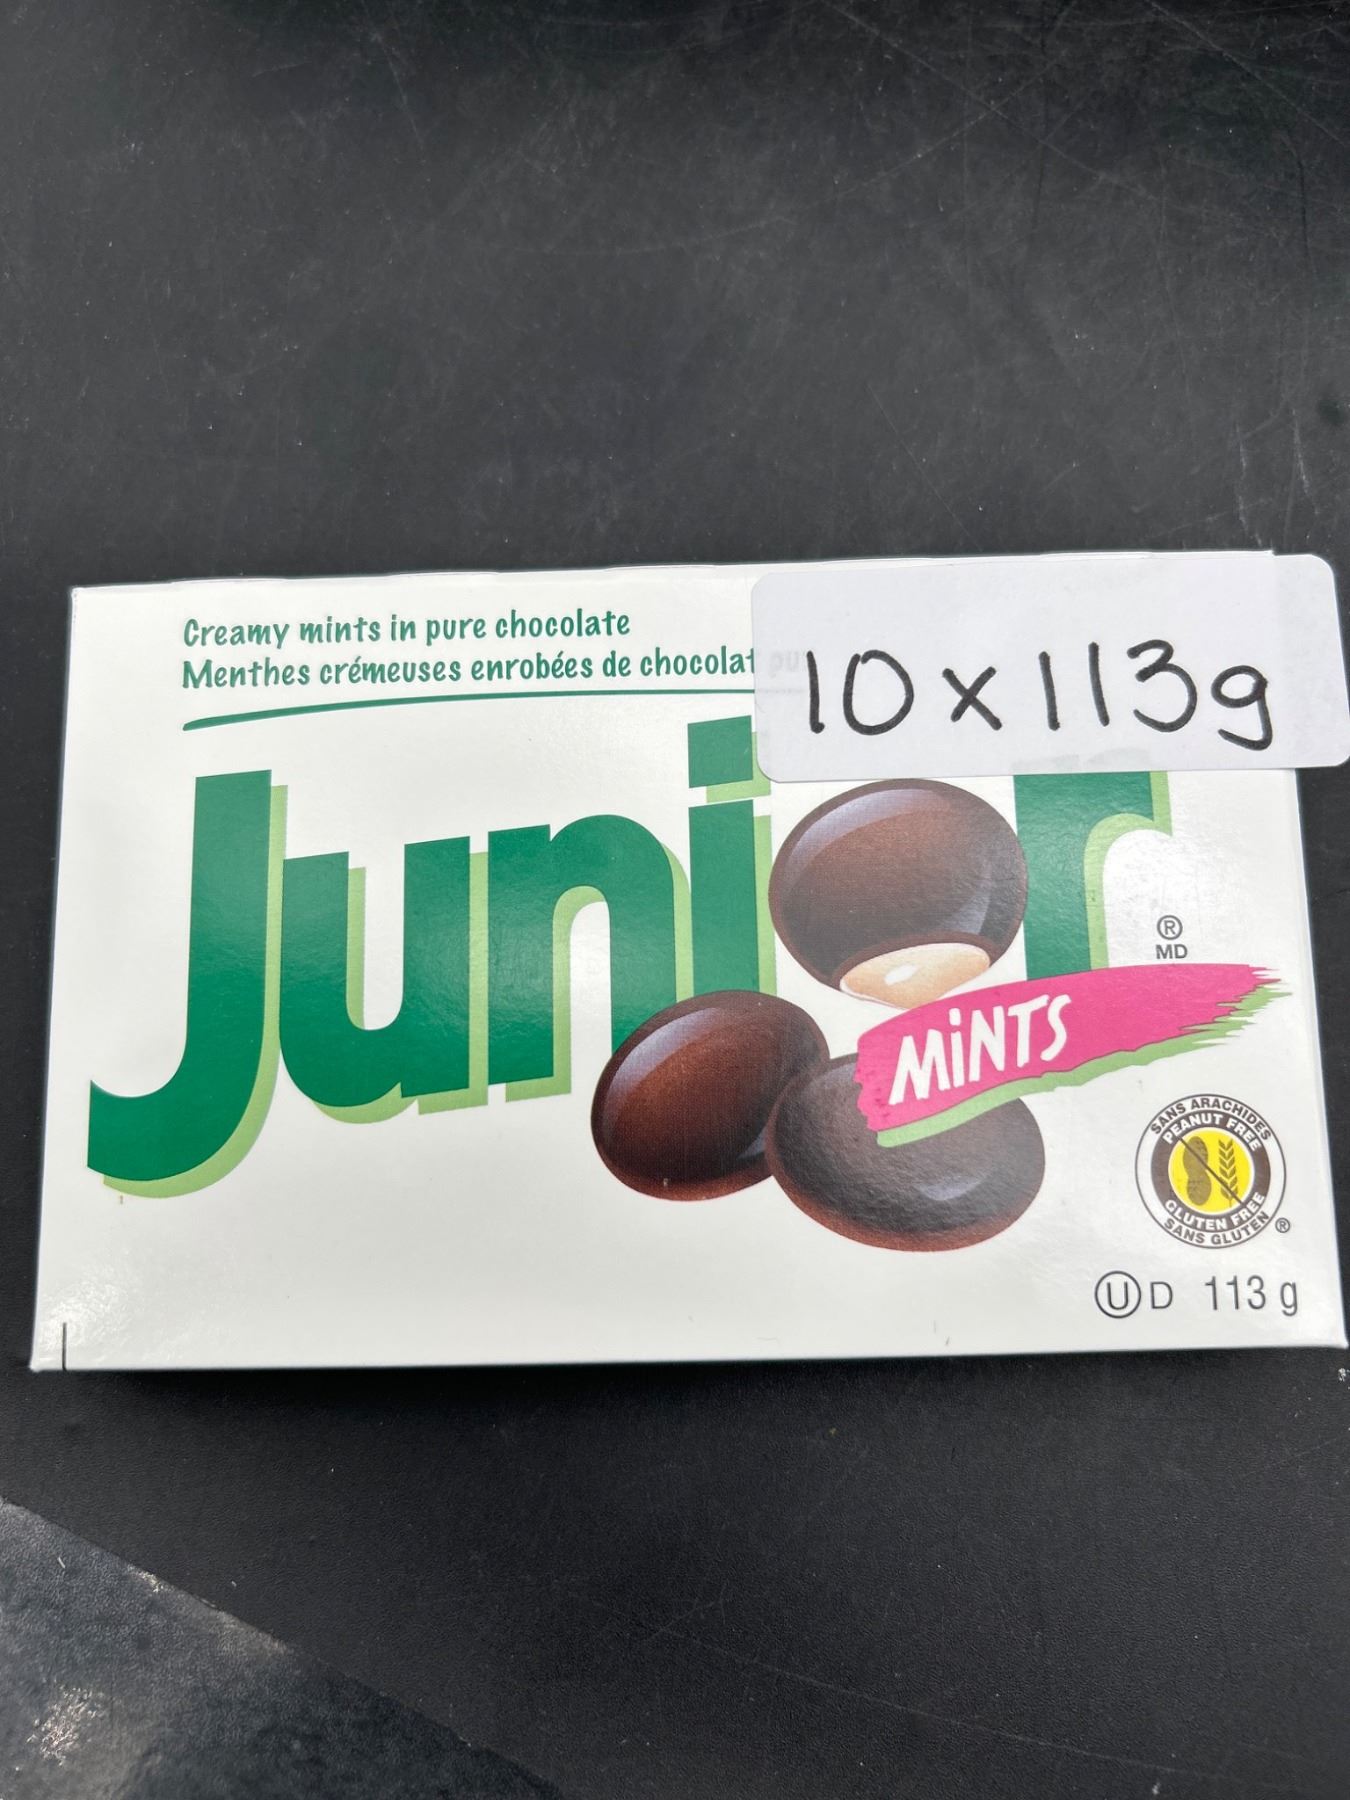 Creamy mints in pure chocolate
Menthes crémeuses enrobées de chocolat pur
10 x 113g
Junior
® MD
MiNTS
SANS ARACHIDES
PEANUT FREE
GLUTEN FREE
SANS GLUTEN
®
Ⓤ D 113 g